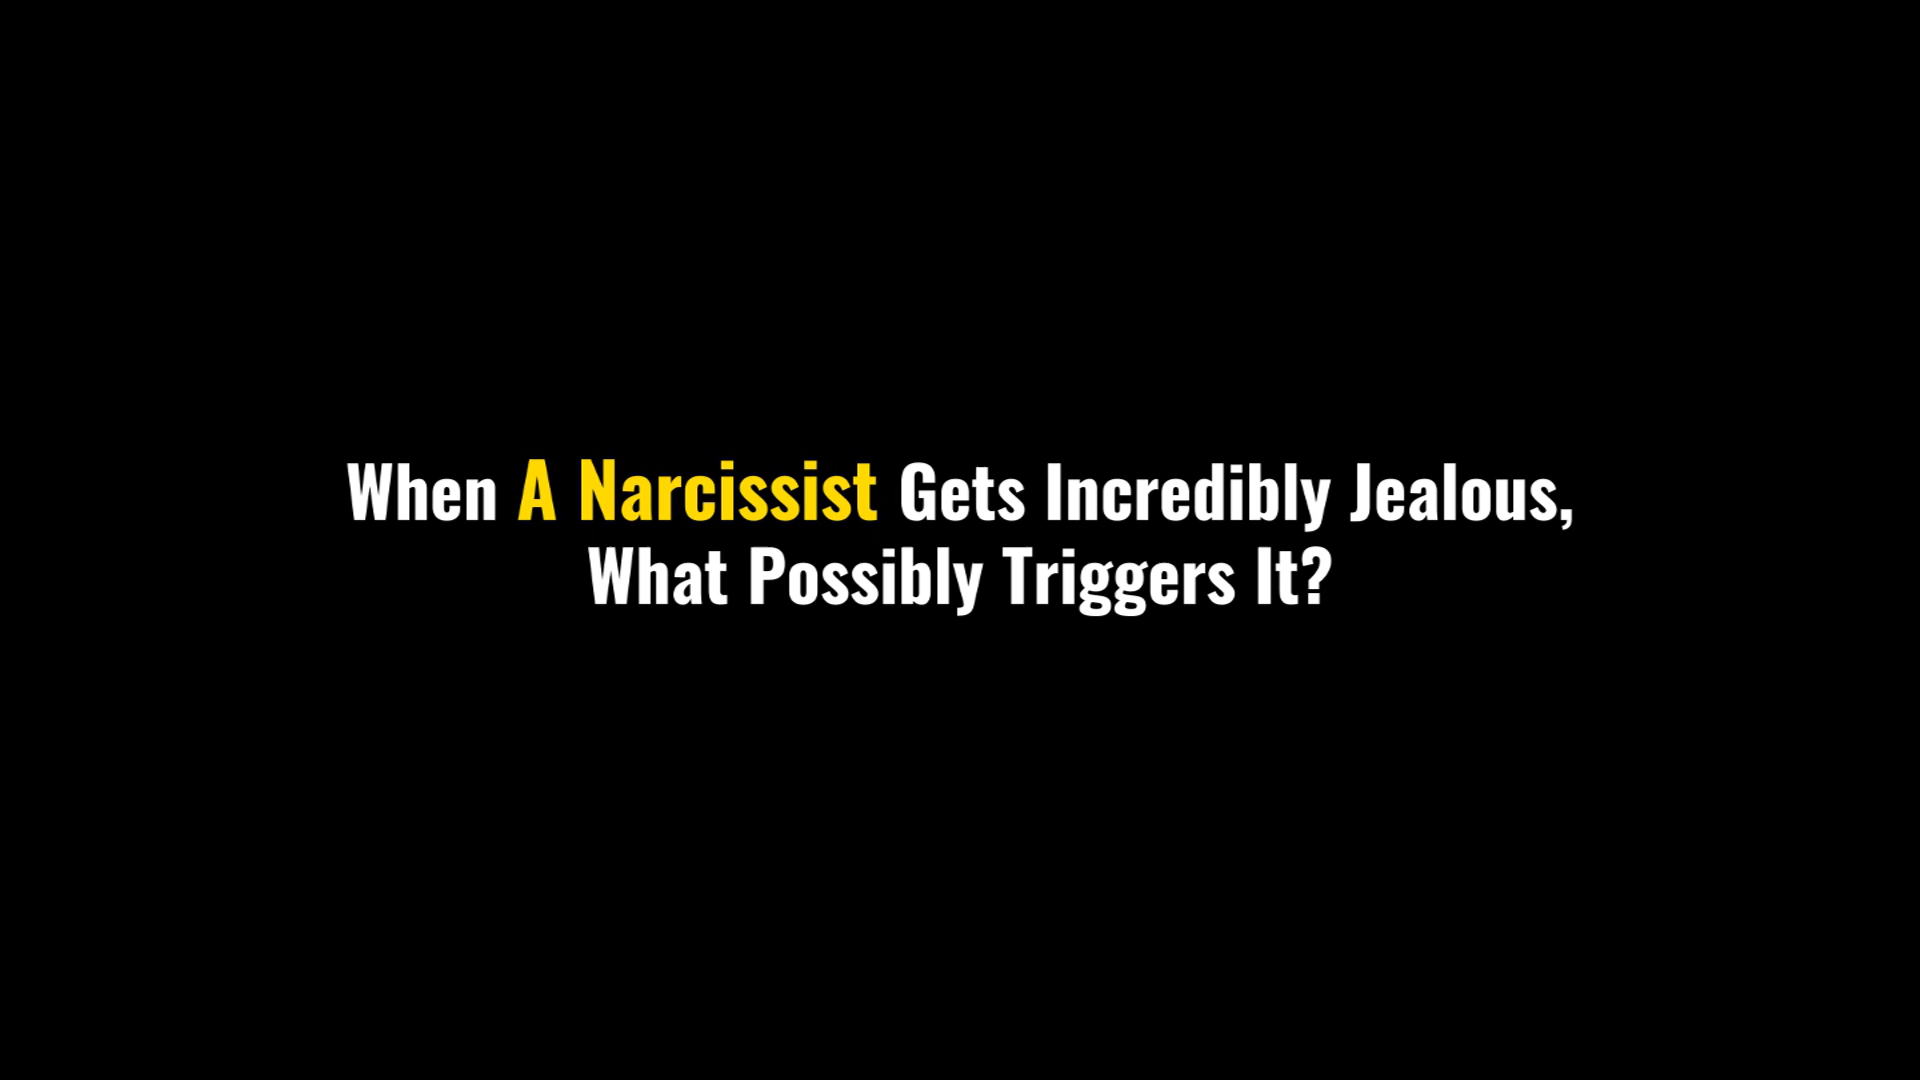 When A Narcissist Gets Incredibly Jealous,
What Possibly Triggers It?